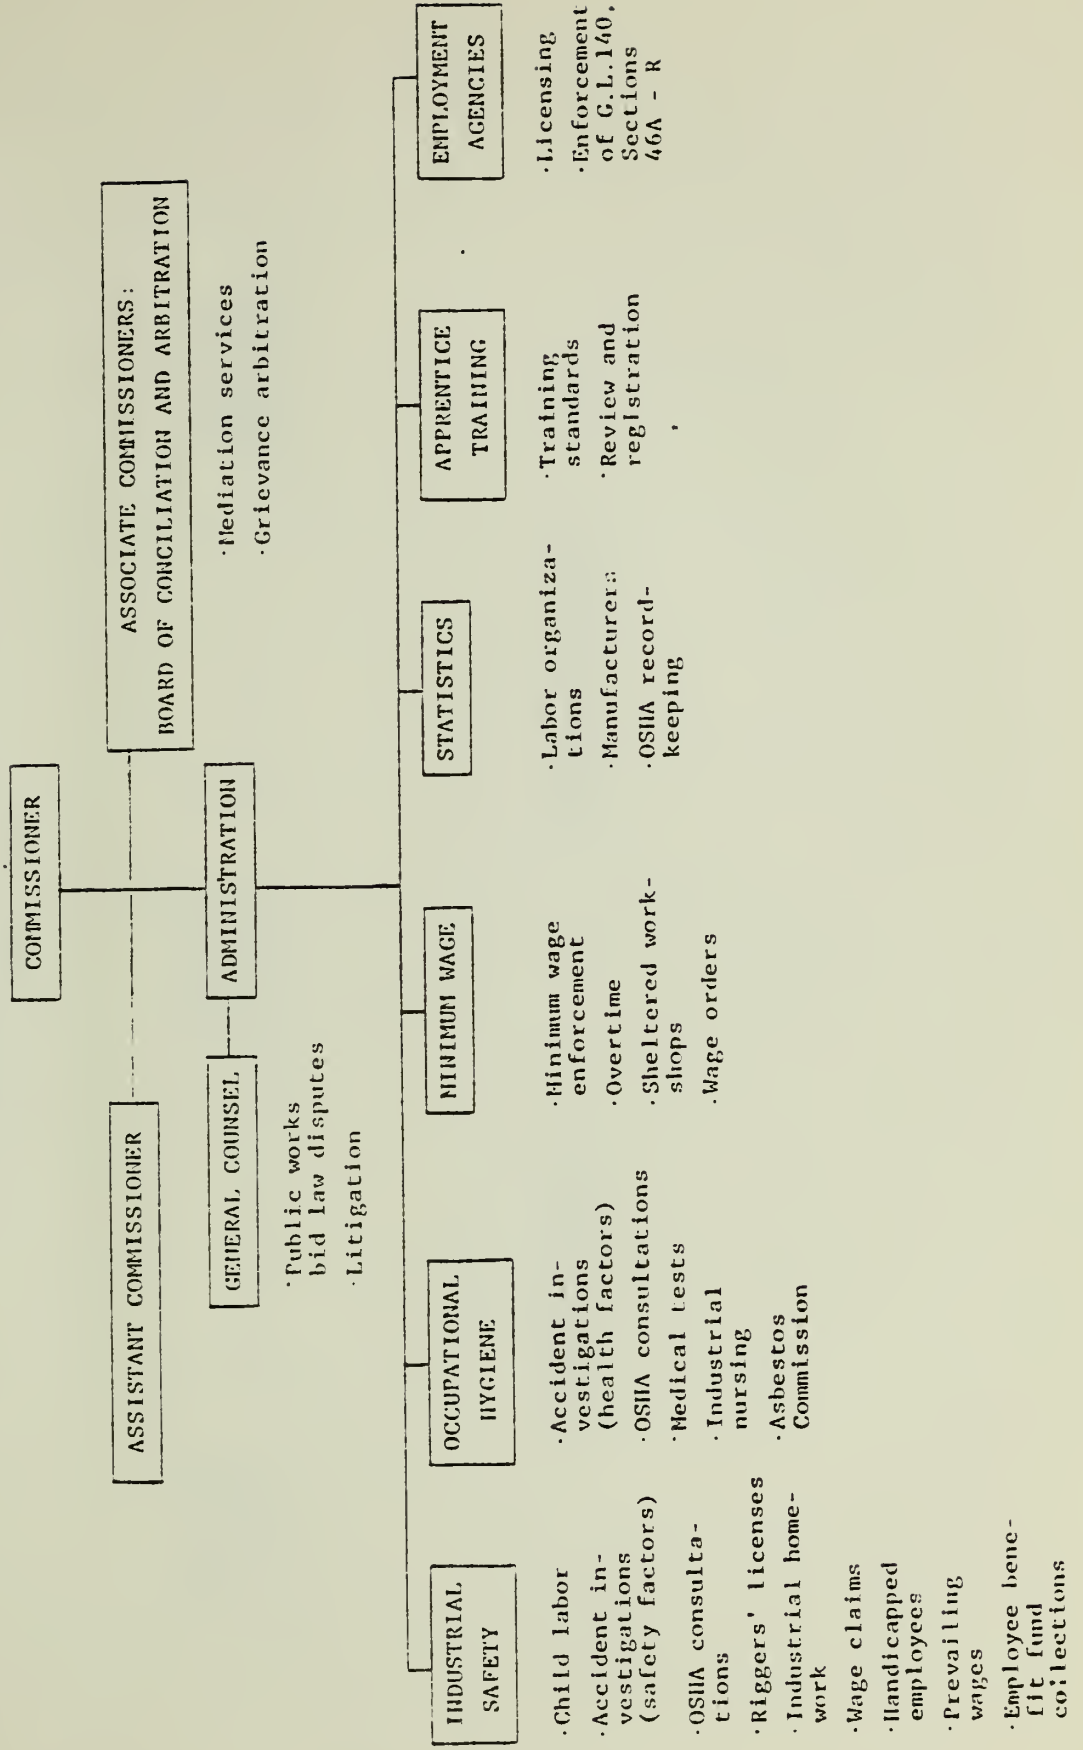 COMMISSIONER
ASSISTANT COMMISSIONER
ASSOCIATE COMMISSIONERS:
BOARD OF CONCILIATION AND ARBITRATION
·Mediation services
·Grievance arbitration
GENERAL COUNSEL
ADMINISTRATION
·Public works
bid law disputes
·Litigation
INDUSTRIAL
SAFETY
·Child labor
·Accident in-
vestigations
(safety factors)
·OSHA consulta-
tions
·Riggers' licenses
·Industrial home-
work
·Wage claims
·Handicapped
employees
·Prevailing
wages
·Employee bene-
fit fund
collections
OCCUPATIONAL
HYGIENE
·Accident in-
vestigations
(health factors)
·OSHA consultations
·Medical tests
·Industrial
nursing
·Asbestos
Commission
MINIMUM WAGE
·Minimum wage
enforcement
·Overtime
·Sheltered work-
shops
·Wage orders
STATISTICS
·Labor organiza-
tions
·Manufacturers
·OSHA record-
keeping
APPRENTICE
TRAINING
·Training
standards
·Review and
registration
EMPLOYMENT
AGENCIES
·Licensing
·Enforcement
of G.L.140,
Sections
46A - R